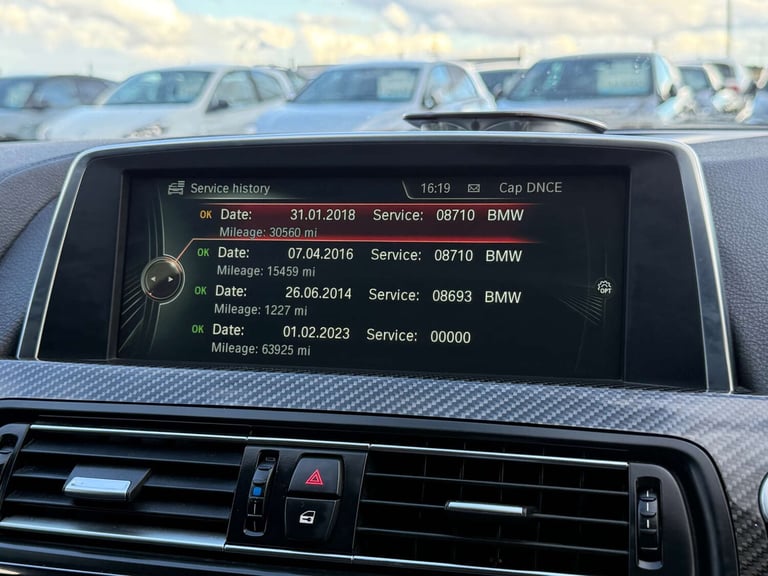 Service history 16:19 Cap DNCE
OK Date: 31.01.2018 Service: 08710 BMW
Mileage: 30560 mi
OK Date: 07.04.2016 Service: 08710 BMW
Mileage: 15459 mi
OK Date: 26.06.2014 Service: 08693 BMW
Mileage: 1227 mi
OK Date: 01.02.2023 Service: 00000
Mileage: 63925 mi
OPT